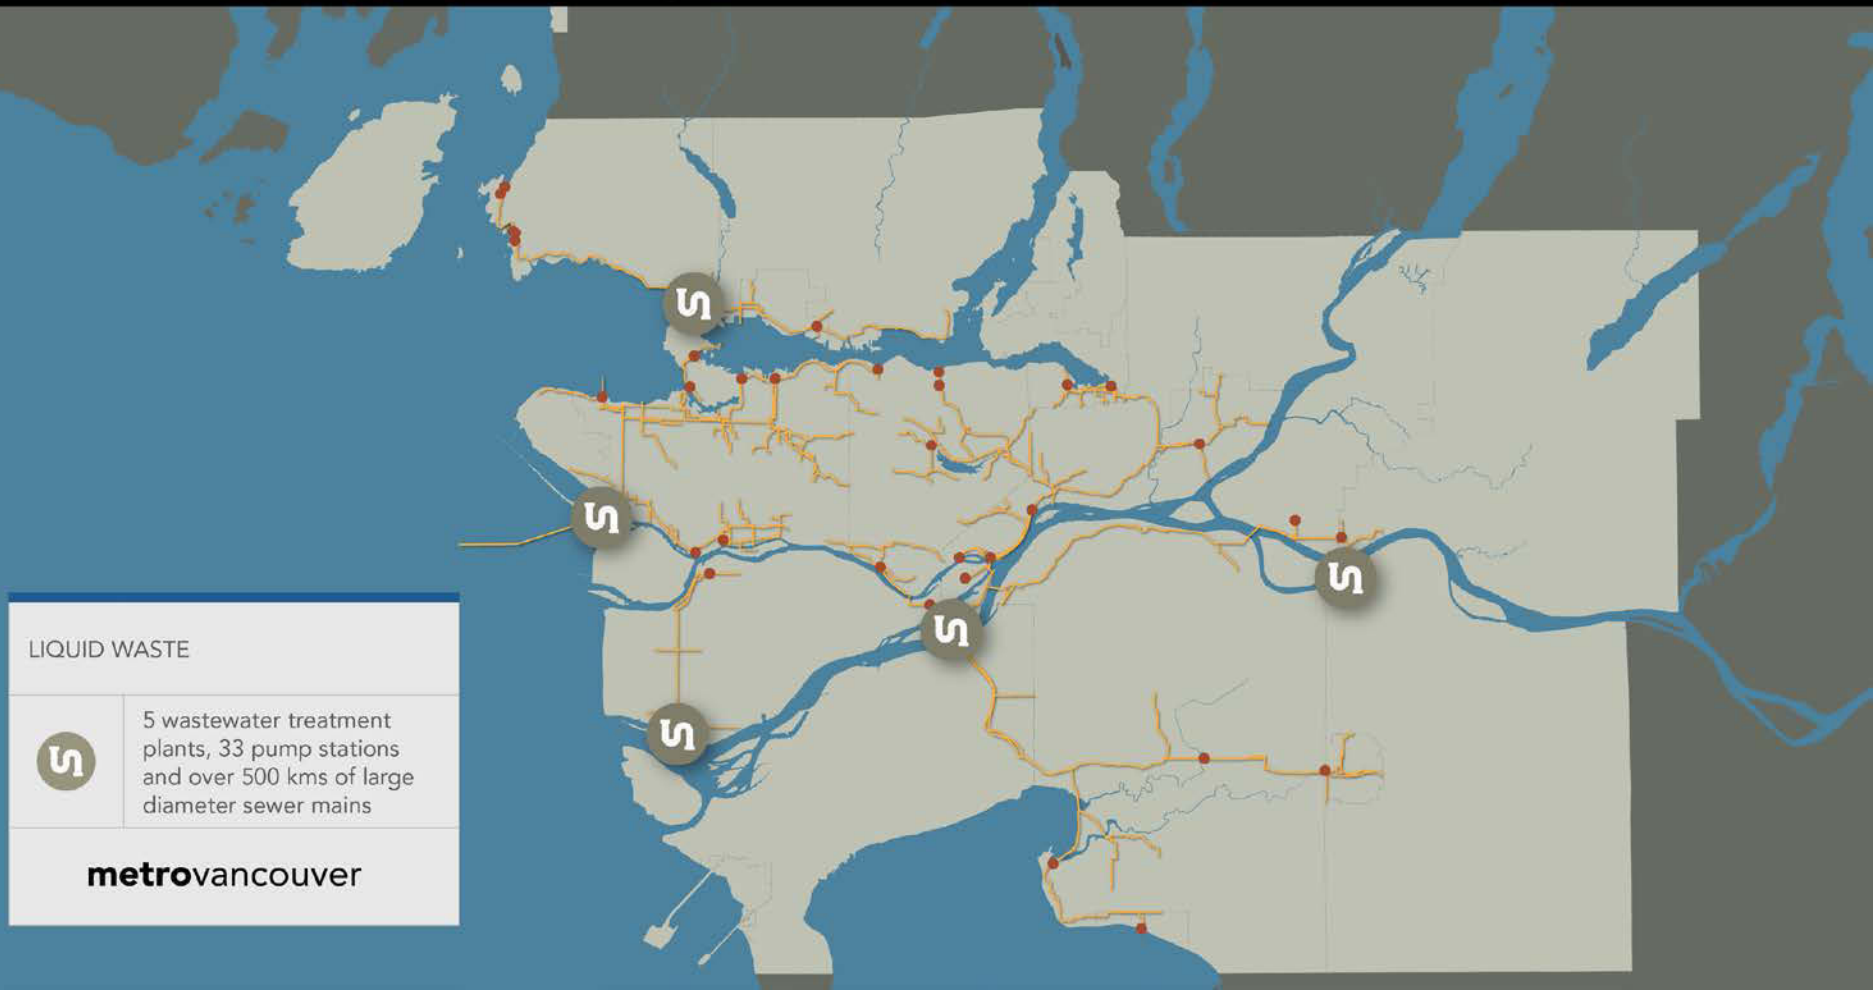 LIQUID WASTE
5 wastewater treatment
plants, 33 pump stations
and over 500 kms of large
diameter sewer mains
metrovancouver